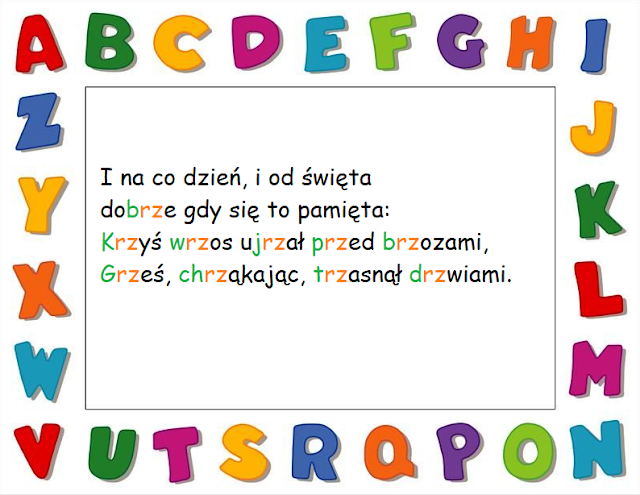 A B C D E F G H I
Z J
Y K
X L
W M
V U T S R Q P O N
I na co dzień, i od święta
dobrze gdy się to pamięta:
Krzyś wrzos ujrzał przed brzozami,
Grześ, chrząkając, trzasnął drzwiami.